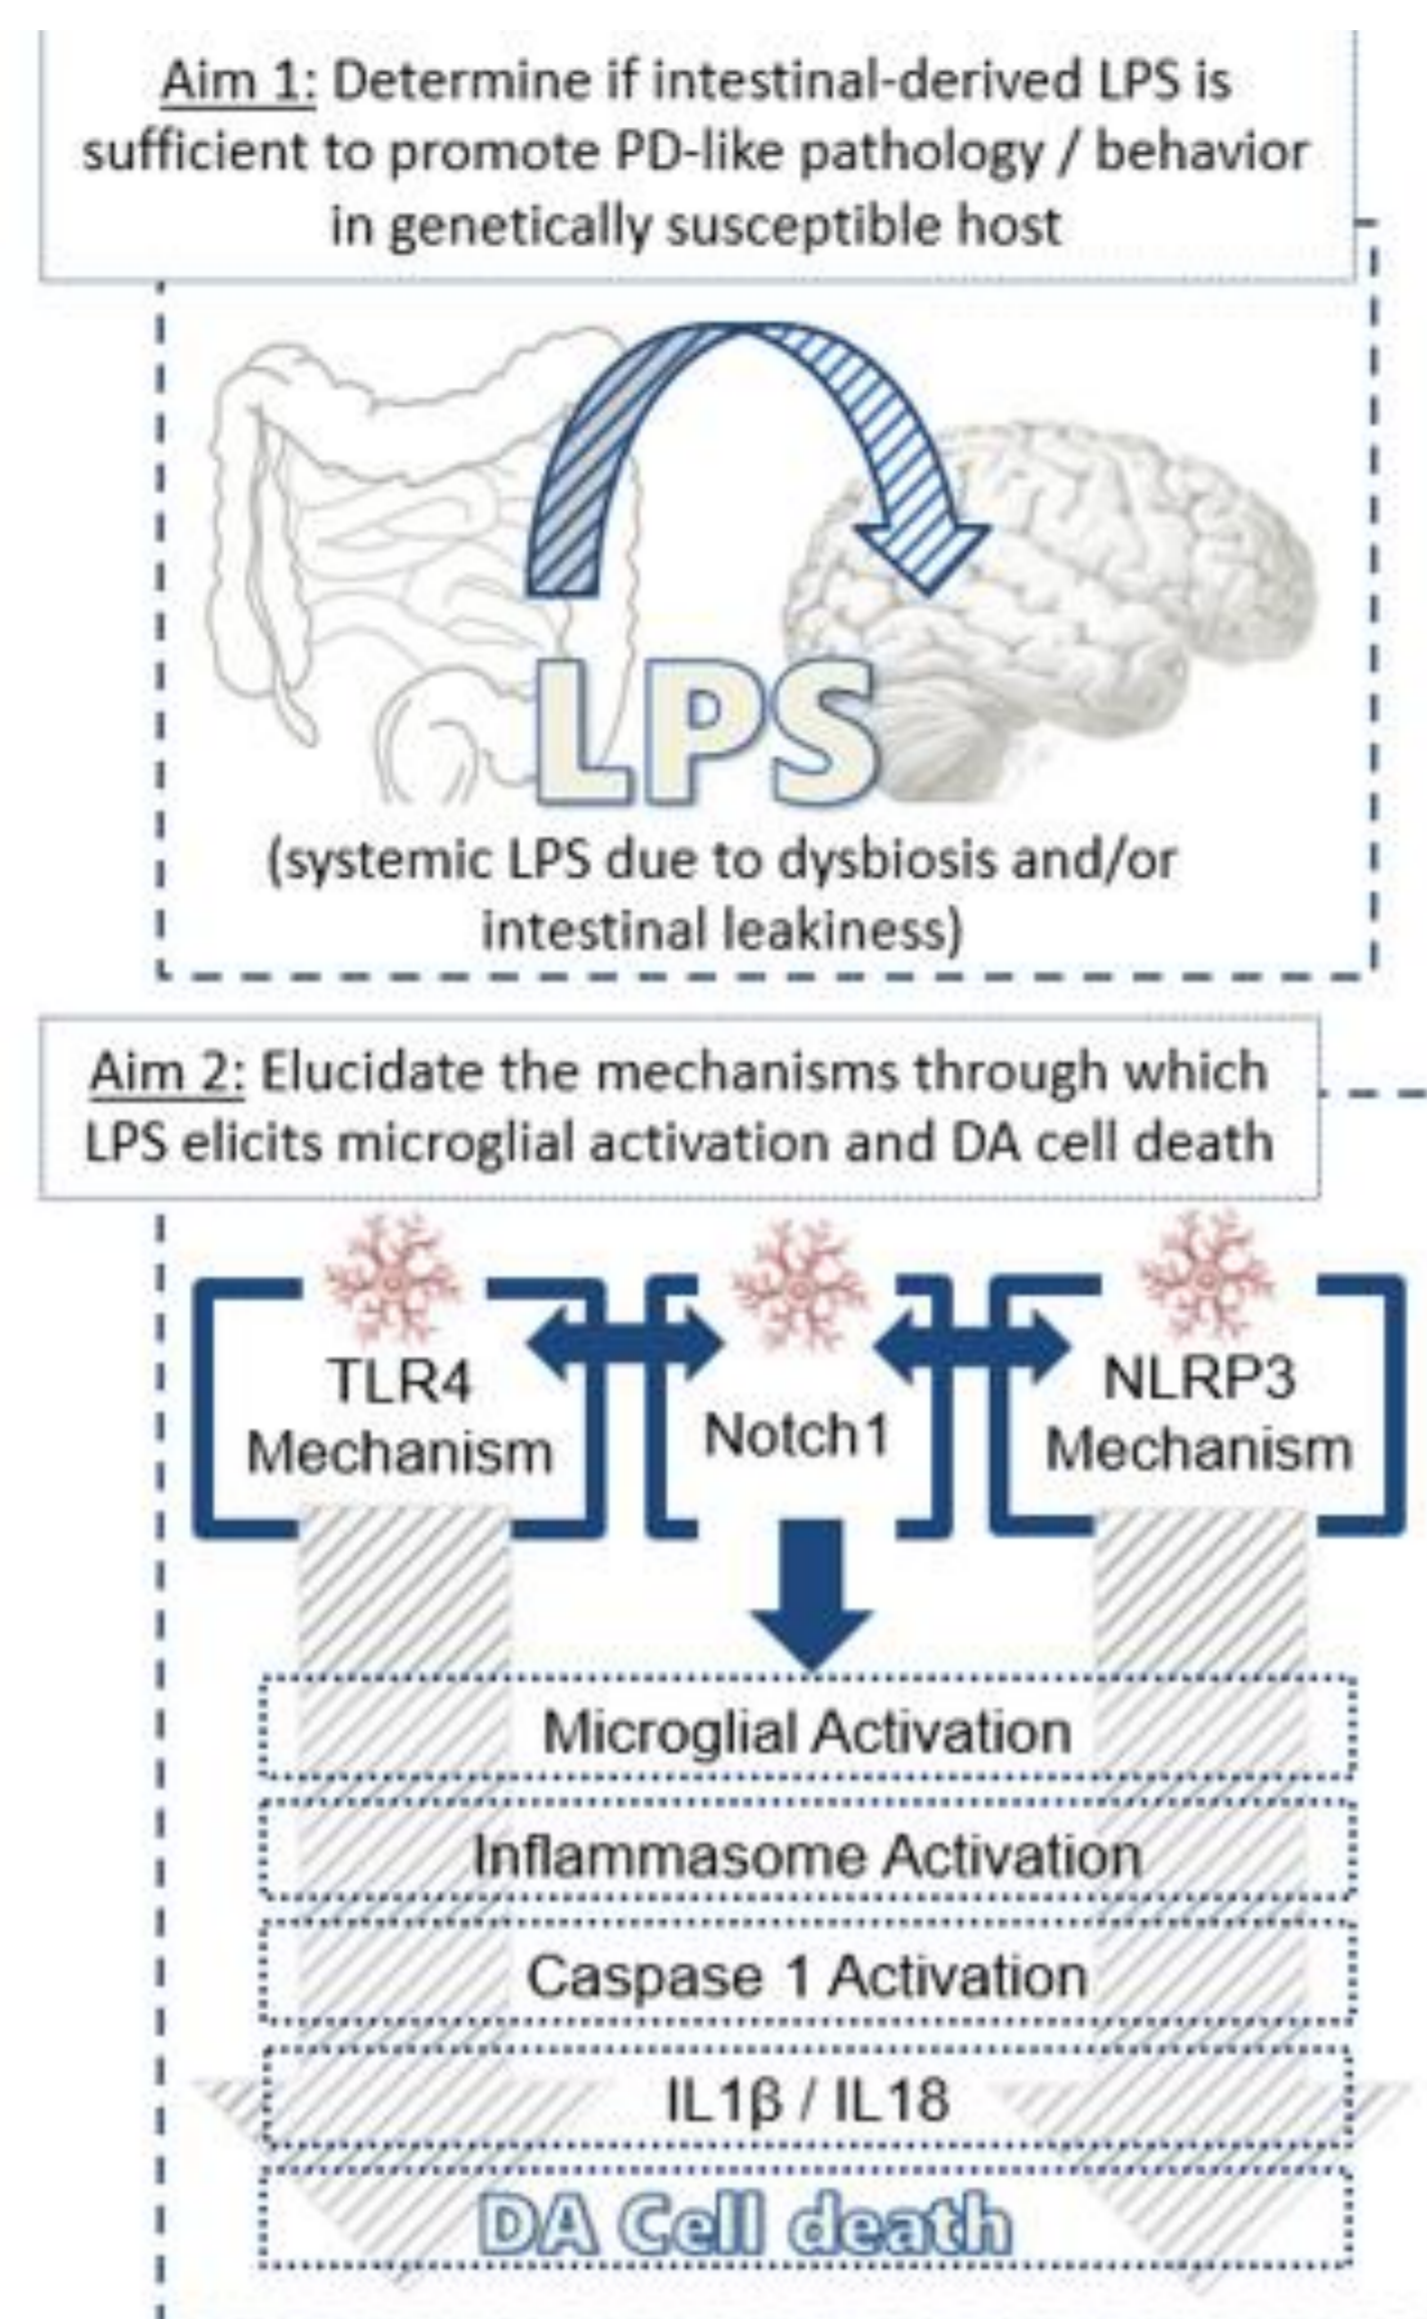 Aim 1: Determine if intestinal-derived LPS is
sufficient to promote PD-like pathology / behavior
in genetically susceptible host
LPS
(systemic LPS due to dysbiosis and/or
intestinal leakiness)
Aim 2: Elucidate the mechanisms through which
LPS elicits microglial activation and DA cell death
TLR4
Mechanism
Notch1
NLRP3
Mechanism
Microglial Activation
Inflammasome Activation
Caspase 1 Activation
IL1β / IL18
DA Cell death